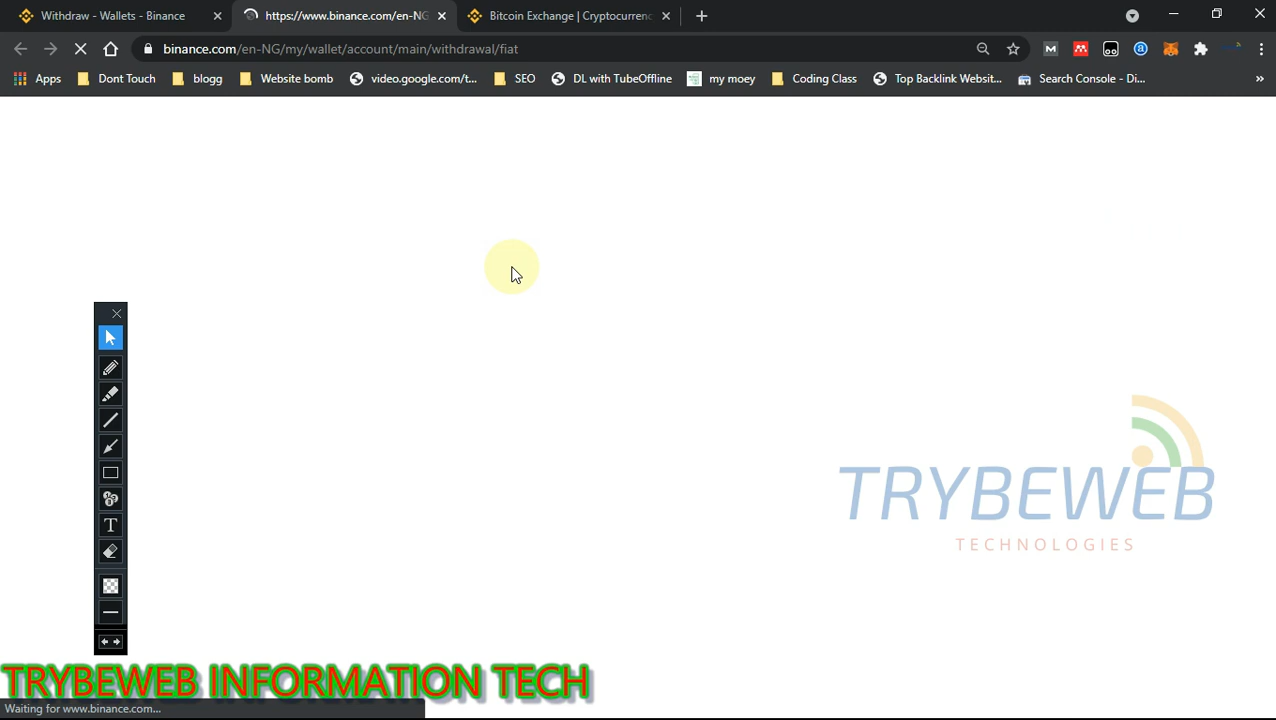 Withdraw - Wallets - Binance
https://www.binance.com/en-NG
Bitcoin Exchange | Cryptocurrenc
binance.com/en-NG/my/wallet/account/main/withdrawal/fiat
Apps Dont Touch blogg Website bomb video.google.com/t... SEO DL with TubeOffline my moey Coding Class Top Backlink Websit... Search Console - Di... »
T
TRYBEWEB
TECHNOLOGIES
TRYBEWEB INFORMATION TECH
Waiting for www.binance.com...